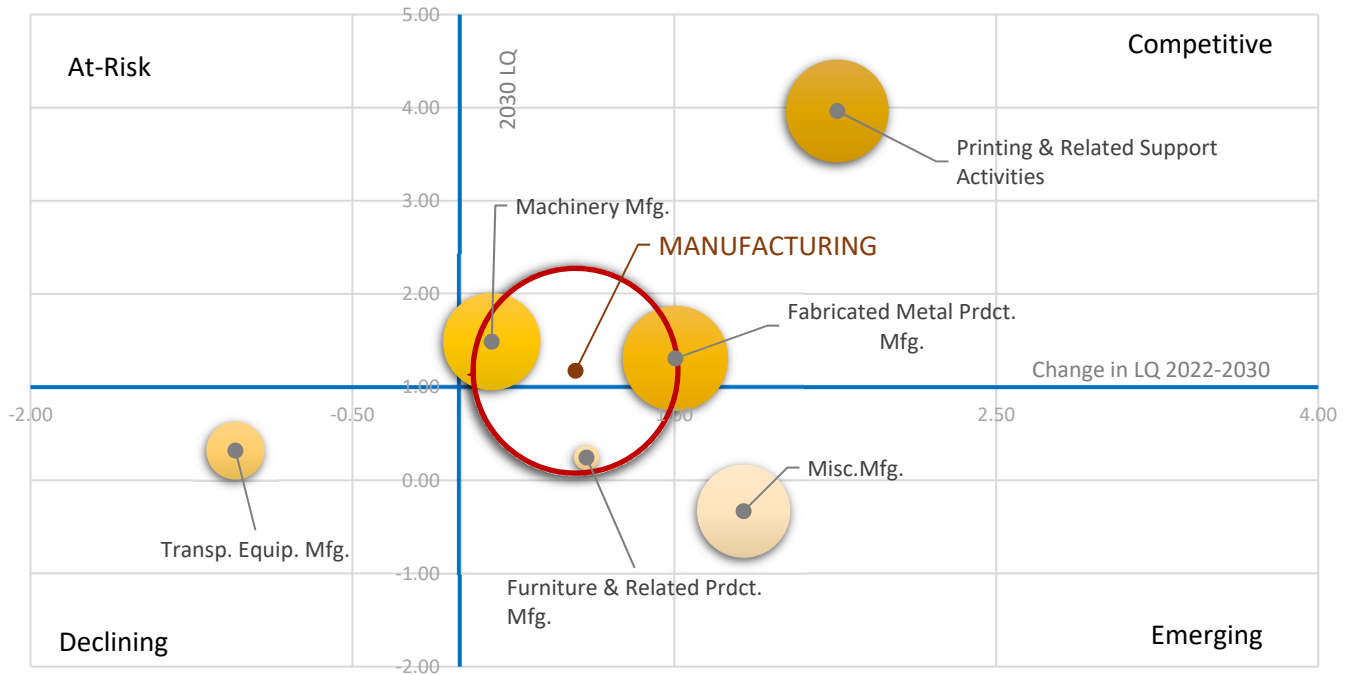 5.00
At-Risk
2030 LQ
Competitive
4.00
Printing & Related Support
Activities
3.00
Machinery Mfg.
MANUFACTURING
2.00
Fabricated Metal Prdct.
Mfg.
Change in LQ 2022-2030
1.00
-2.00
-0.50
1.00
2.50
4.00
Misc.Mfg.
0.00
Transp. Equip. Mfg.
-1.00
Furniture & Related Prdct.
Mfg.
Declining
Emerging
-2.00